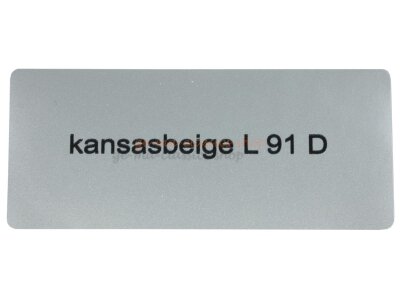 kansasbeige L 91 D